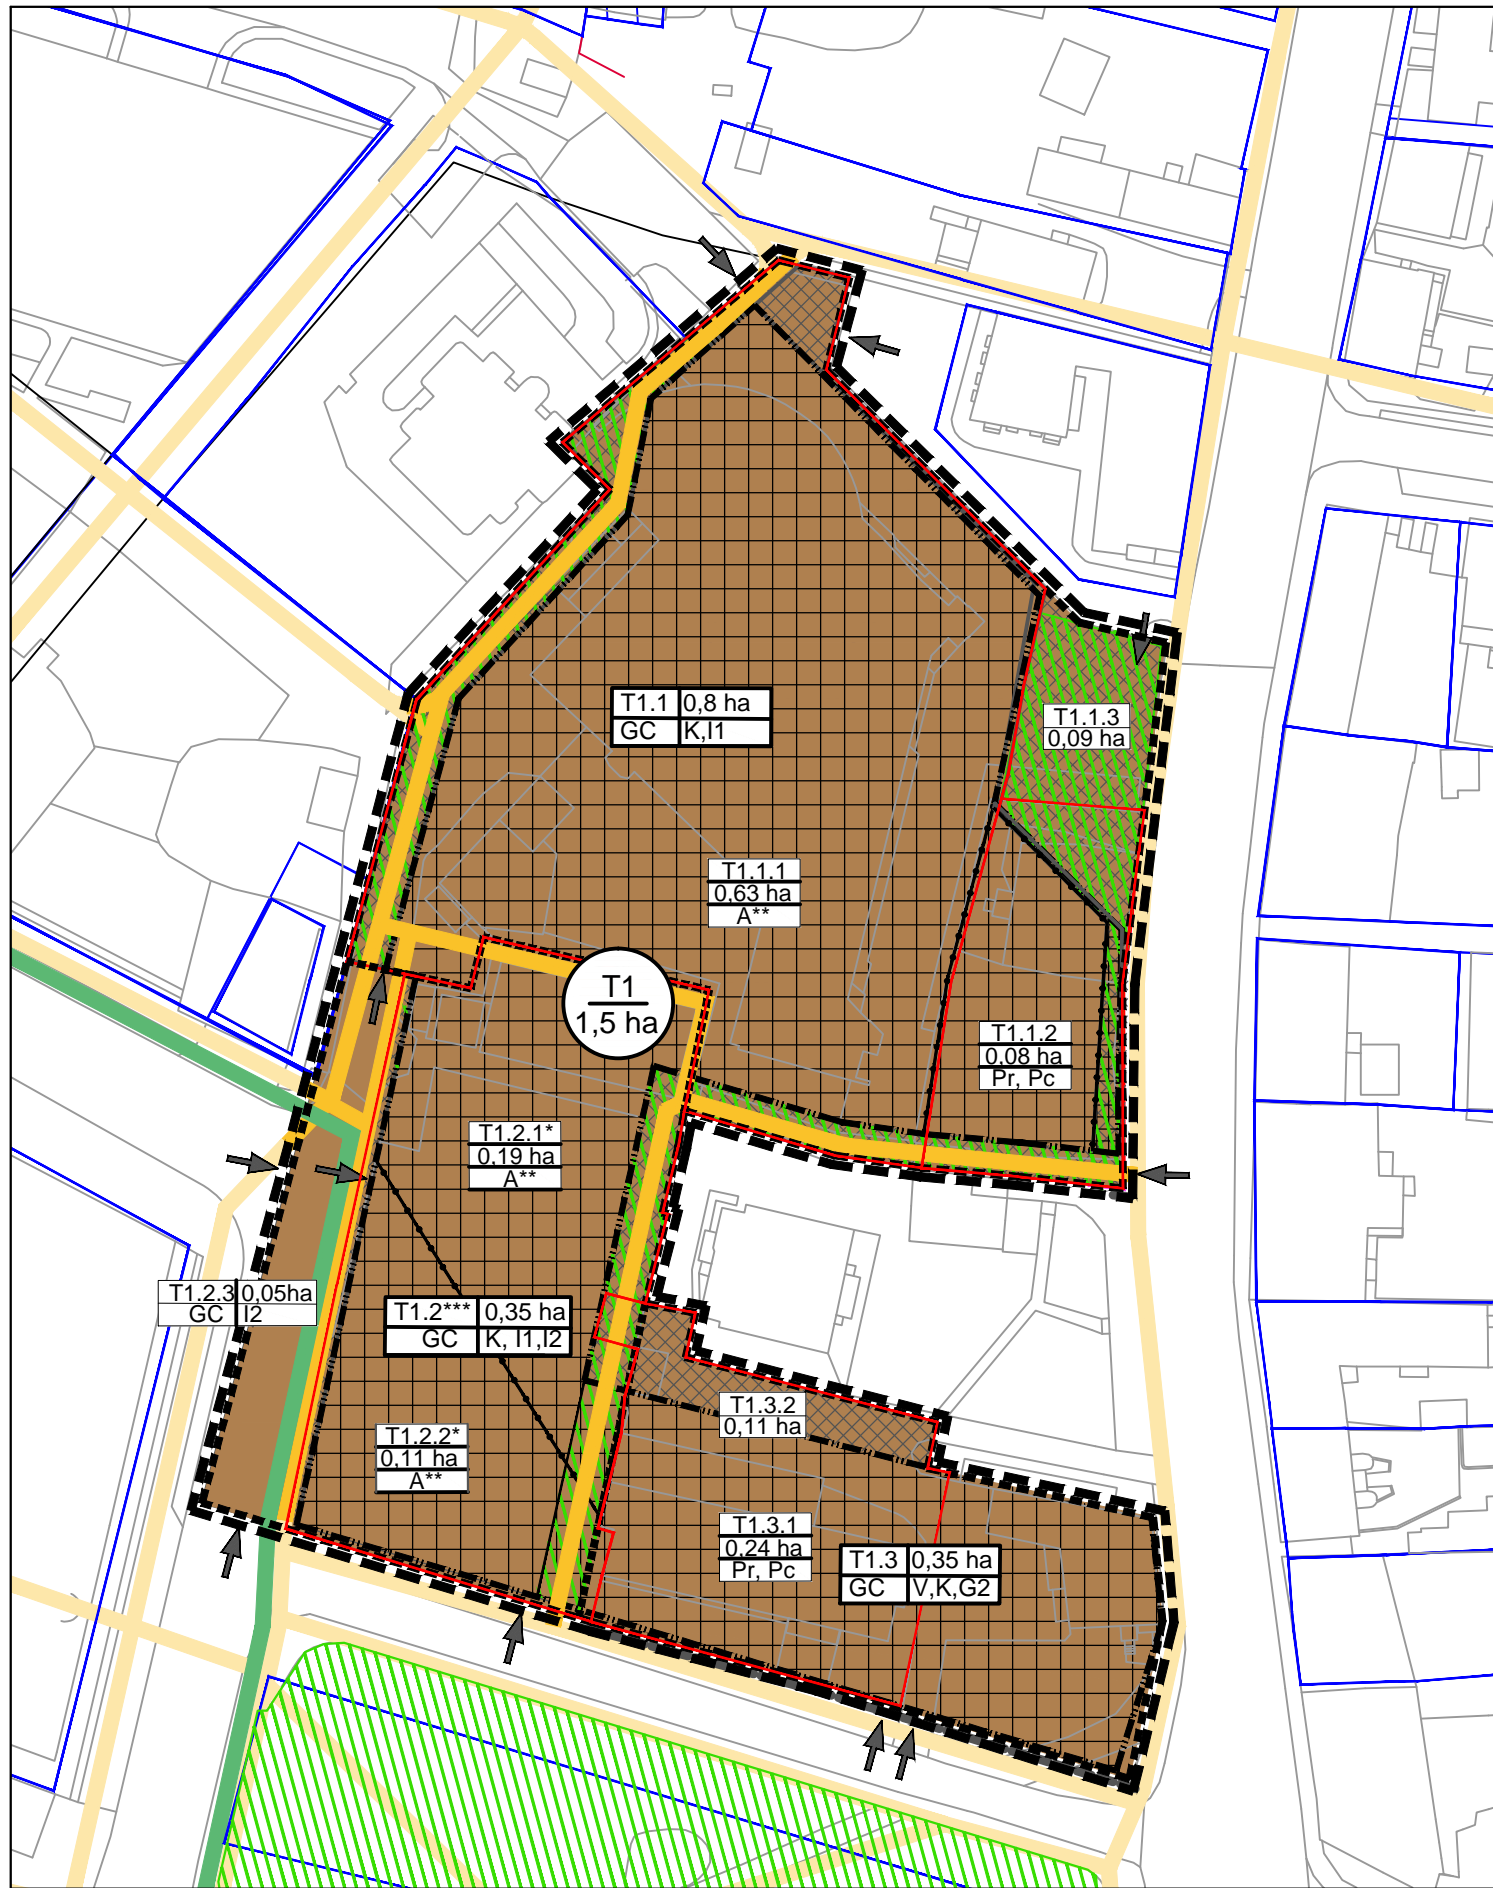 T1.1 0,8 ha
GC K,I1
T1.1.3
0,09 ha
T1.1.1
0,63 ha
A**
T1
1,5 ha
T1.1.2
0,08 ha
Pr, Pc
T1.2.1*
0,19 ha
A**
T1.2.3 0,05ha
GC I2
T1.2*** 0,35 ha
GC K, I1,I2
T1.3.2
0,11 ha
T1.2.2*
0,11 ha
A**
T1.3.1
0,24 ha
Pr, Pc
T1.3 0,35 ha
GC V,K,G2